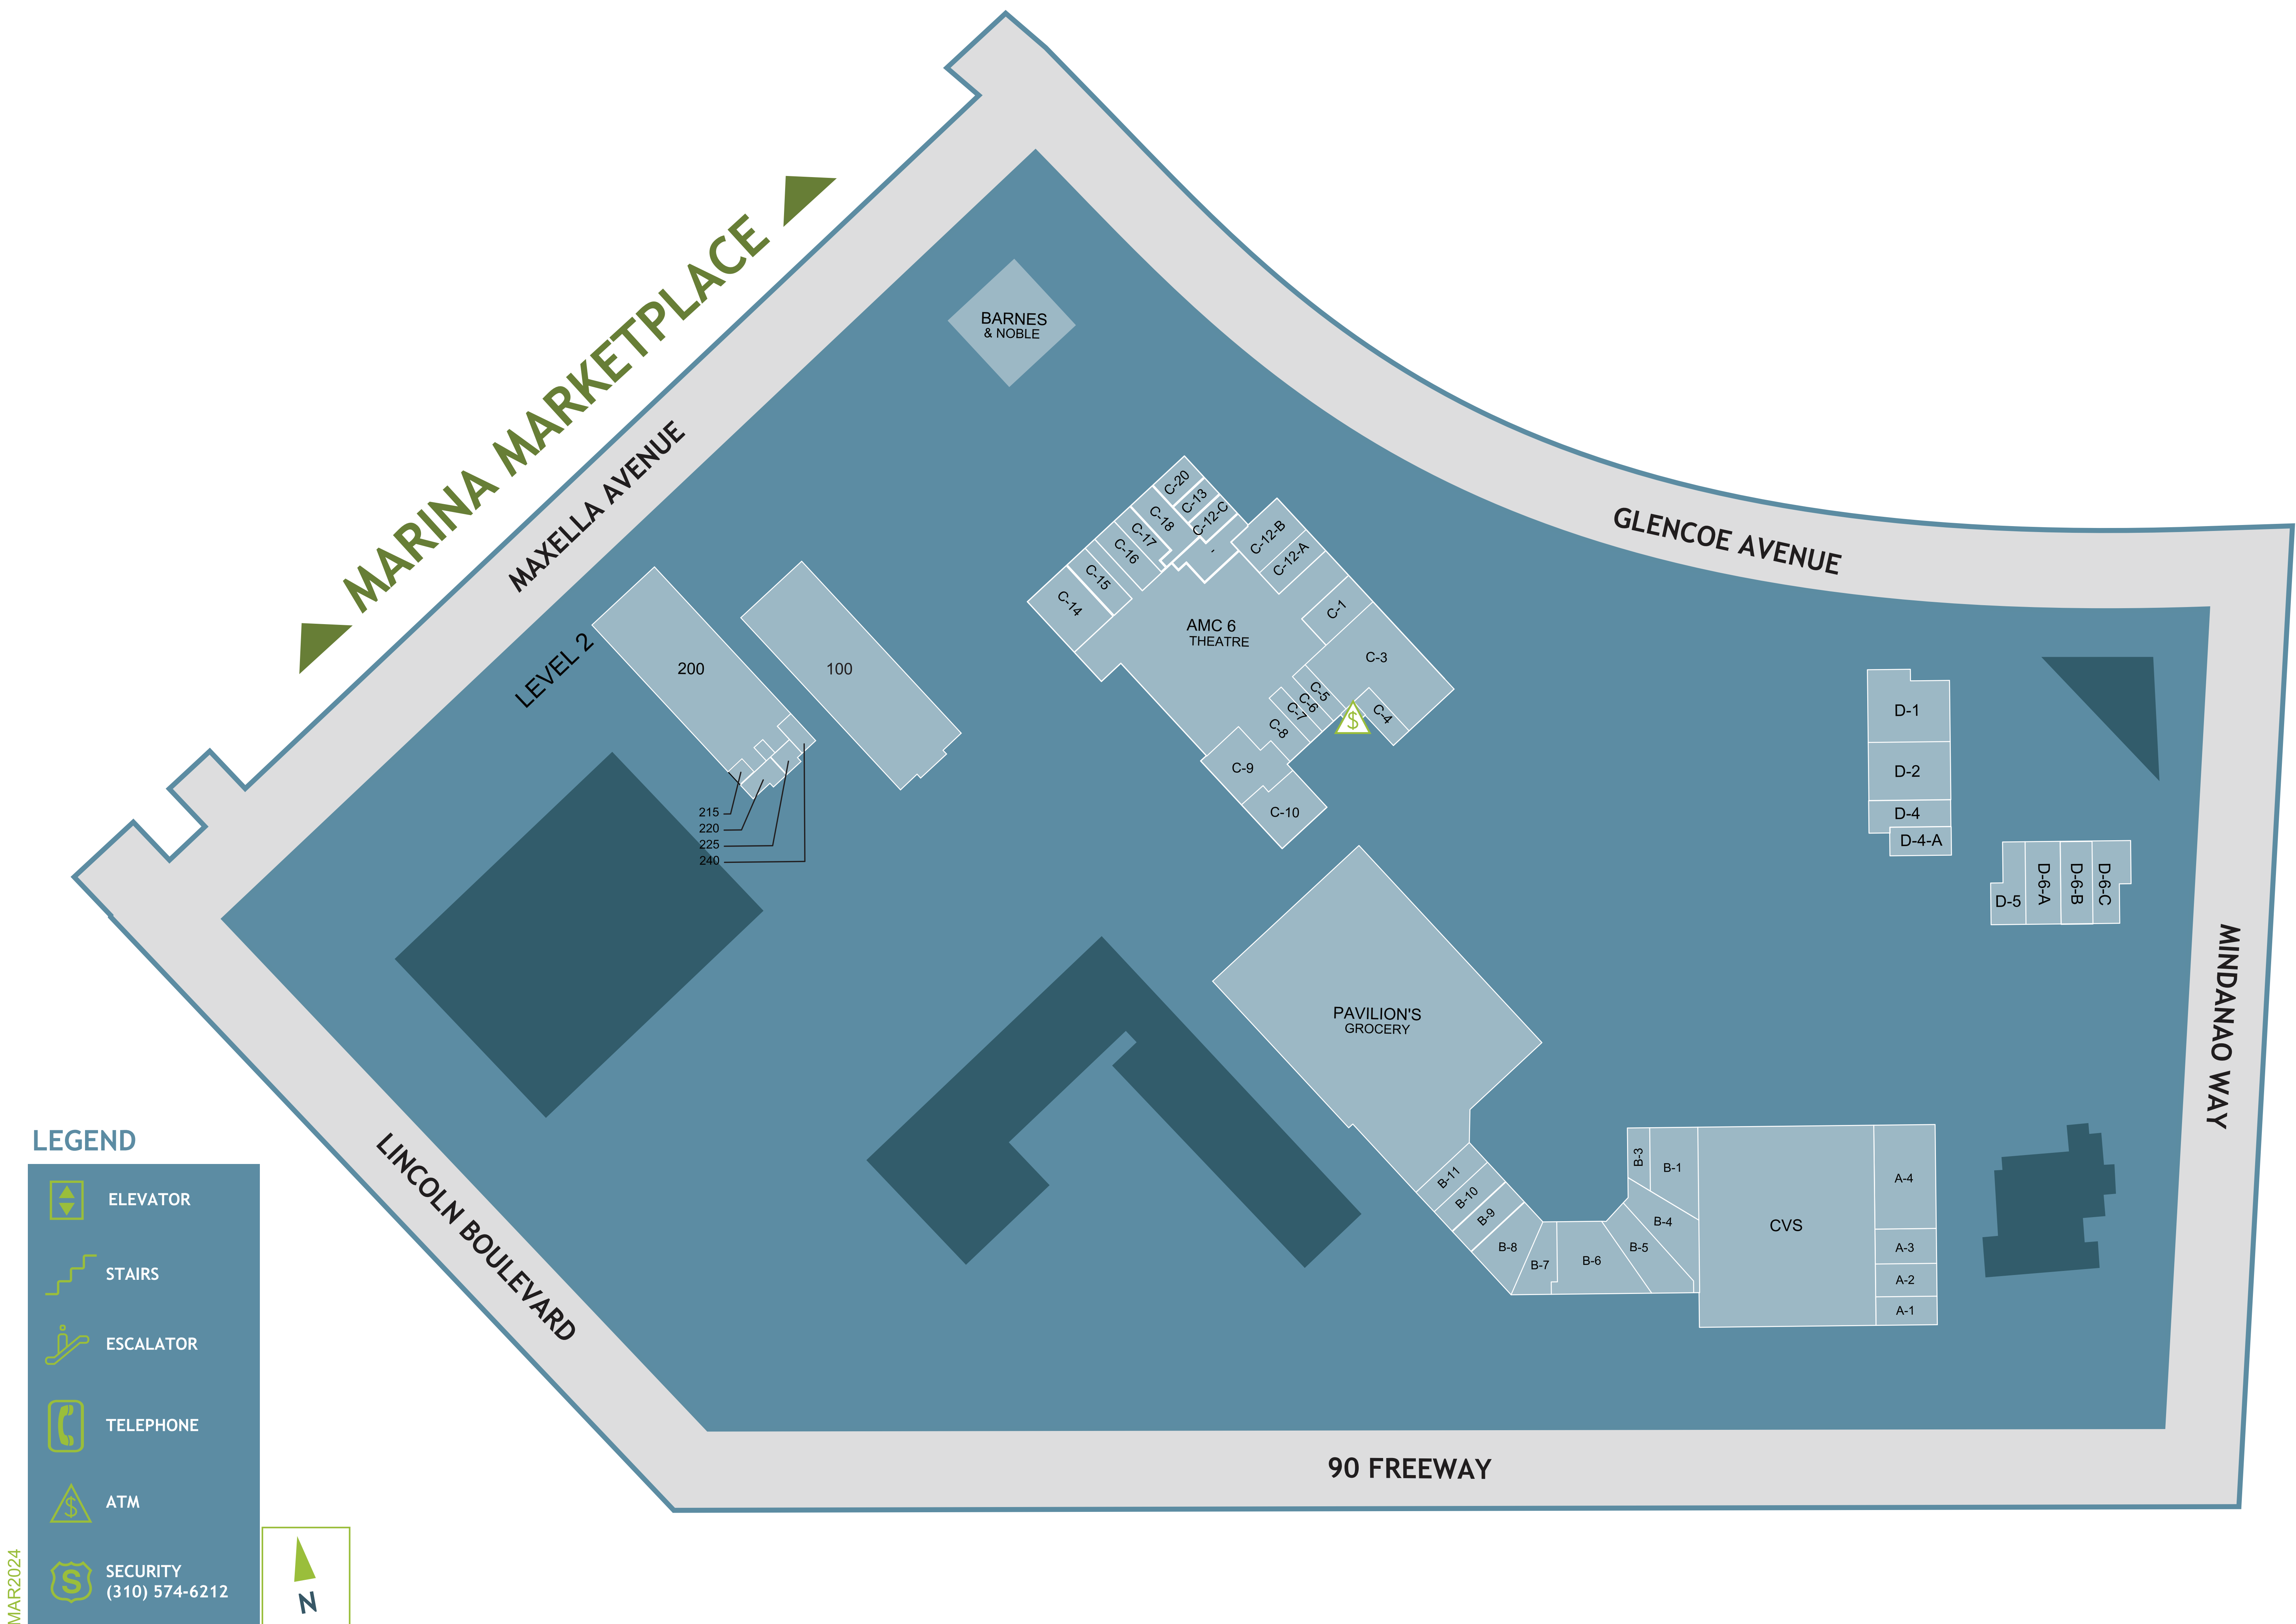 MARINA MARKETPLACE
MAXELLA AVENUE
GLENCOE AVENUE
MINDANAO WAY
LINCOLN BOULEVARD
90 FREEWAY
BARNES
& NOBLE
LEVEL 2
200
100
215
220
225
240
C-20
C-13
C-12-C
C-18
C-17
C-16
C-15
C-14
-
C-12-B
C-12-A
C-1
AMC 6
THEATRE
C-3
C-5
C-6
C-7
C-8
$
C-4
C-9
C-10
D-1
D-2
D-4
D-4-A
D-5
D-6-A
D-6-B
D-6-C
PAVILION'S
GROCERY
B-11
B-10
B-9
B-8
B-7
B-6
B-5
B-4
B-3
B-1
CVS
A-4
A-3
A-2
A-1
LEGEND
ELEVATOR
STAIRS
ESCALATOR
TELEPHONE
$
ATM
S
SECURITY
(310) 574-6212
N
MAR2024